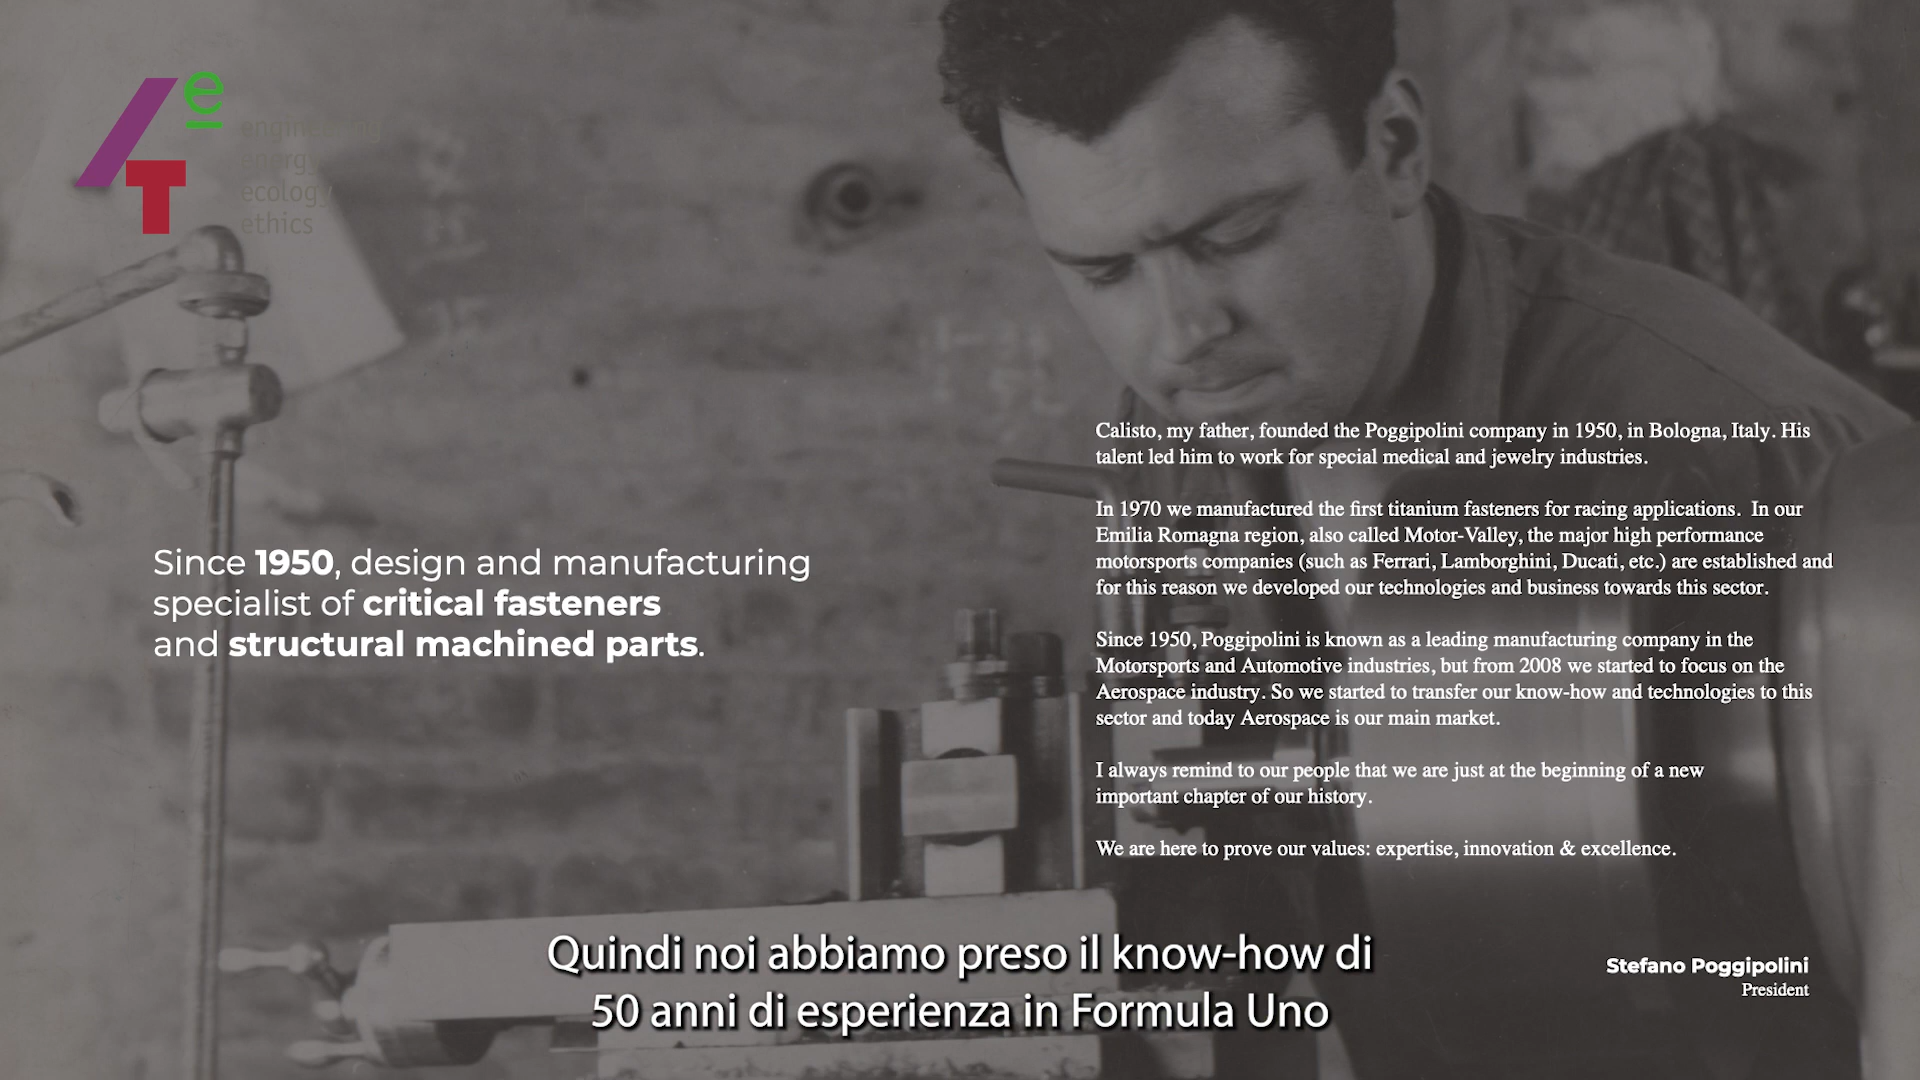 e
T
engineering
energy
ecology
ethics
Since 1950, design and manufacturing
specialist of critical fasteners
and structural machined parts.
Calisto, my father, founded the Poggipolini company in 1950, in Bologna, Italy. His
talent led him to work for special medical and jewelry industries.
In 1970 we manufactured the first titanium fasteners for racing applications.  In our
Emilia Romagna region, also called Motor-Valley, the major high performance
motorsports companies (such as Ferrari, Lamborghini, Ducati, etc.) are established and
for this reason we developed our technologies and business towards this sector.
Since 1950, Poggipolini is known as a leading manufacturing company in the
Motorsports and Automotive industries, but from 2008 we started to focus on the
Aerospace industry. So we started to transfer our know-how and technologies to this
sector and today Aerospace is our main market.
I always remind to our people that we are just at the beginning of a new
important chapter of our history.
We are here to prove our values: expertise, innovation & excellence.
Stefano Poggipolini
President
Quindi noi abbiamo preso il know-how di
50 anni di esperienza in Formula Uno